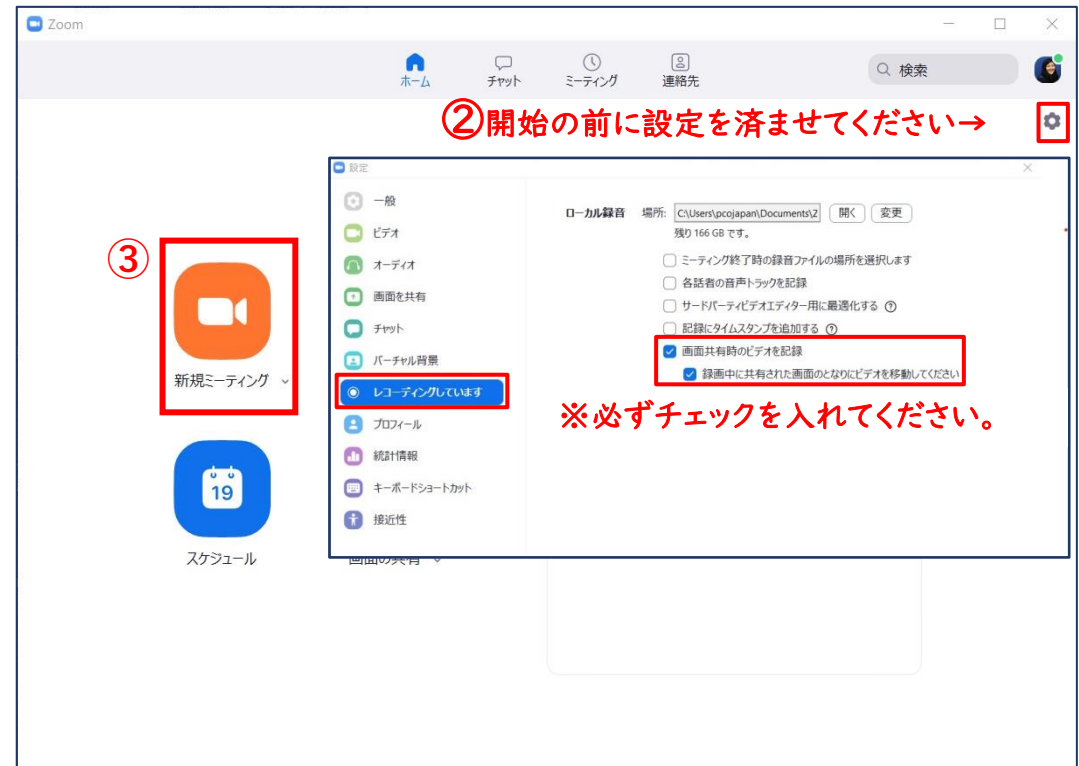 Zoom
ホーム
チャット
ミーティング
連絡先
検索
②開始の前に設定を済ませてください→
設定
一般
ビデオ
オーディオ
画面を共有
チャット
バーチャル背景
レコーディングしています
プロフィール
統計情報
キーボードショートカット
接近性
ローカル録音 場所: C:\Users\pcojapan\Documents\Z 開く 変更
残り 166 GB です。
ミーティング終了時の録音ファイルの場所を選択します
各話者の音声トラックを記録
サードパーティビデオエディター用に最適化する ?
記録にタイムスタンプを追加する ?
画面共有時のビデオを記録
録画中に共有された画面のとなりにビデオを移動してください
※必ずチェックを入れてください。
③
新規ミーティング
19
スケジュール
画面の共有